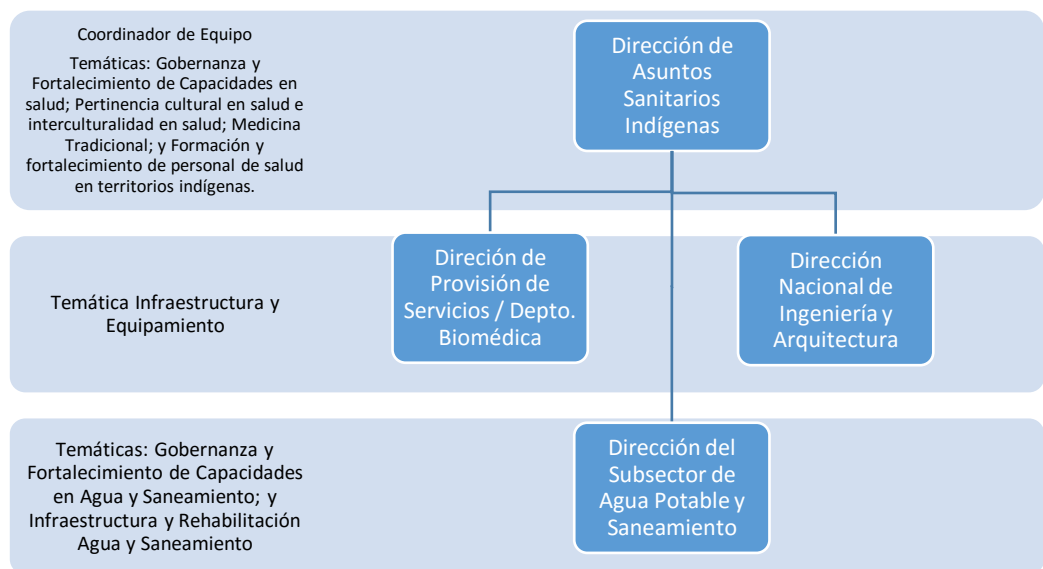 Coordinador de Equipo
Temáticas: Gobernanza y
Fortalecimiento de Capacidades en
salud; Pertinencia cultural en salud e
interculturalidad en salud; Medicina
Tradicional; y Formación y
fortalecimiento de personal de salud
en territorios indígenas.
Dirección de
Asuntos
Sanitarios
Indígenas
Temática Infraestructura y
Equipamiento
Direción de
Provisión de
Servicios / Depto.
Biomédica
Dirección
Nacional de
Ingeniería y
Arquitectura
Temáticas: Gobernanza y
Fortalecimiento de Capacidades
en Agua y Saneamiento; y
Infraestructura y Rehabilitación
Agua y Saneamiento
Dirección del
Subsector de
Agua Potable y
Saneamiento